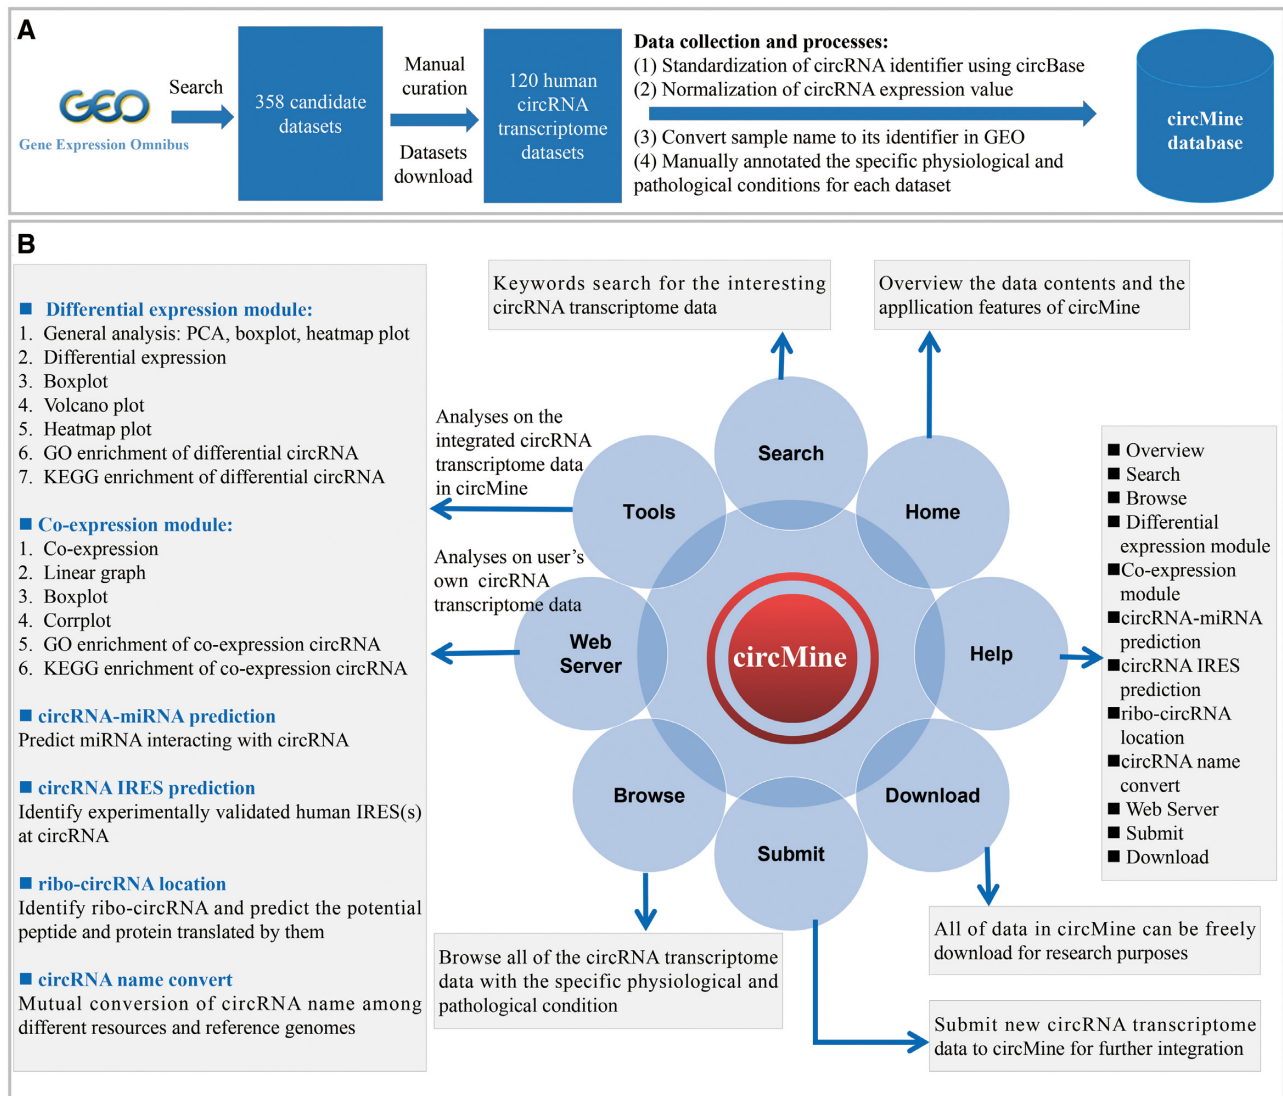 A
GEO
Gene Expression Omnibus
Search
358 candidate
datasets
Manual
curation
Datasets
download
120 human
circRNA
transcriptome
datasets
Data collection and processes:
(1) Standardization of circRNA identifier using circBase
(2) Normalization of circRNA expression value
(3) Convert sample name to its identifier in GEO
(4) Manually annotated the specific physiological and
pathological conditions for each dataset
circMine
database
B
■ Differential expression module:
1. General analysis: PCA, boxplot, heatmap plot
2. Differential expression
3. Boxplot
4. Volcano plot
5. Heatmap plot
6. GO enrichment of differential circRNA
7. KEGG enrichment of differential circRNA
■ Co-expression module:
1. Co-expression
2. Linear graph
3. Boxplot
4. Corrplot
5. GO enrichment of co-expression circRNA
6. KEGG enrichment of co-expression circRNA
■ circRNA-miRNA prediction
Predict miRNA interacting with circRNA
■ circRNA IRES prediction
Identify experimentally validated human IRES(s)
at circRNA
■ ribo-circRNA location
Identify ribo-circRNA and predict the potential
peptide and protein translated by them
■ circRNA name convert
Mutual conversion of circRNA name among
different resources and reference genomes
Analyses on the
integrated circRNA
transcriptome data
in circMine
Analyses on user's
own circRNA
transcriptome data
Keywords search for the interesting
circRNA transcriptome data
Overview the data contents and the
appllication features of circMine
Search
Home
Help
Download
Submit
Browse
Web
Server
Tools
circMine
■ Overview
■ Search
■ Browse
■ Differential
expression module
■ Co-expression
module
■ circRNA-miRNA
prediction
■ circRNA IRES
prediction
■ ribo-circRNA
location
■ circRNA name
convert
■ Web Server
■ Submit
■ Download
Browse all of the circRNA transcriptome
data with the specific physiological and
pathological condition
All of data in circMine can be freely
download for research purposes
Submit new circRNA transcriptome
data to circMine for further integration